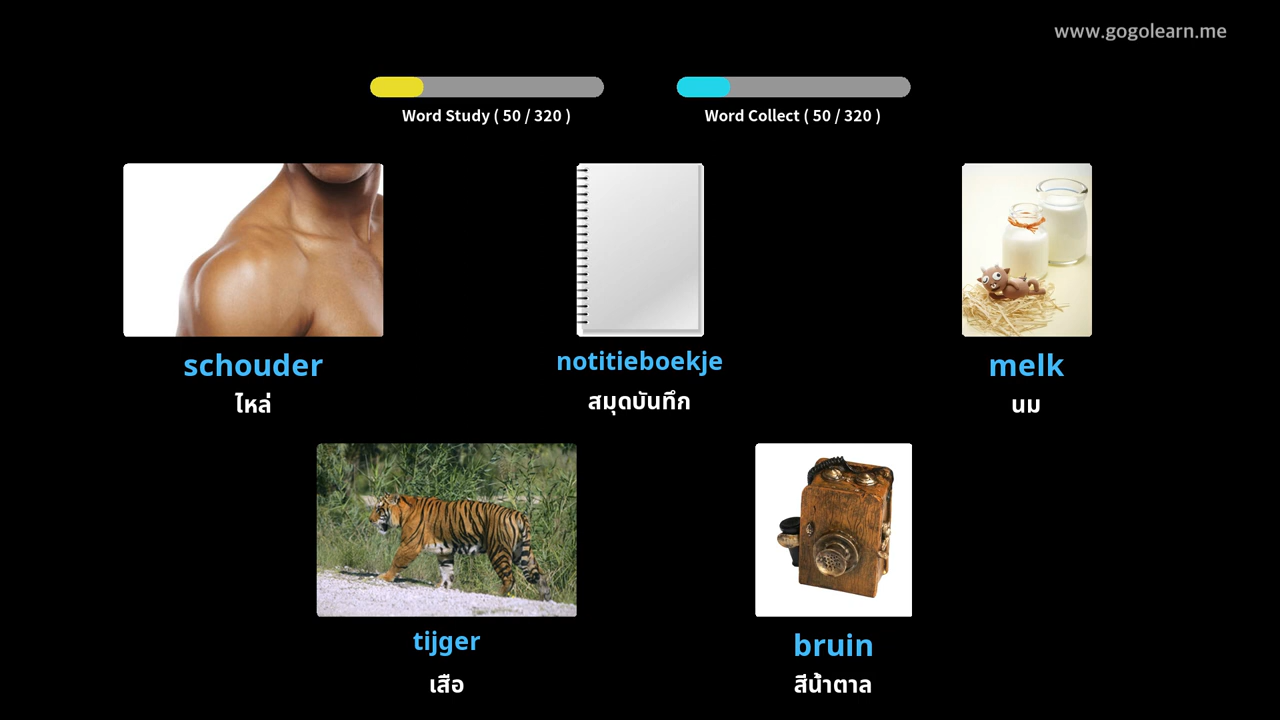 www.gogolearn.me
Word Study ( 50 / 320 )
Word Collect ( 50 / 320 )
schouder
ไหล่
notitieboekje
สมุดบันทึก
melk
นม
tijger
เสือ
bruin
สีน้ำตาล